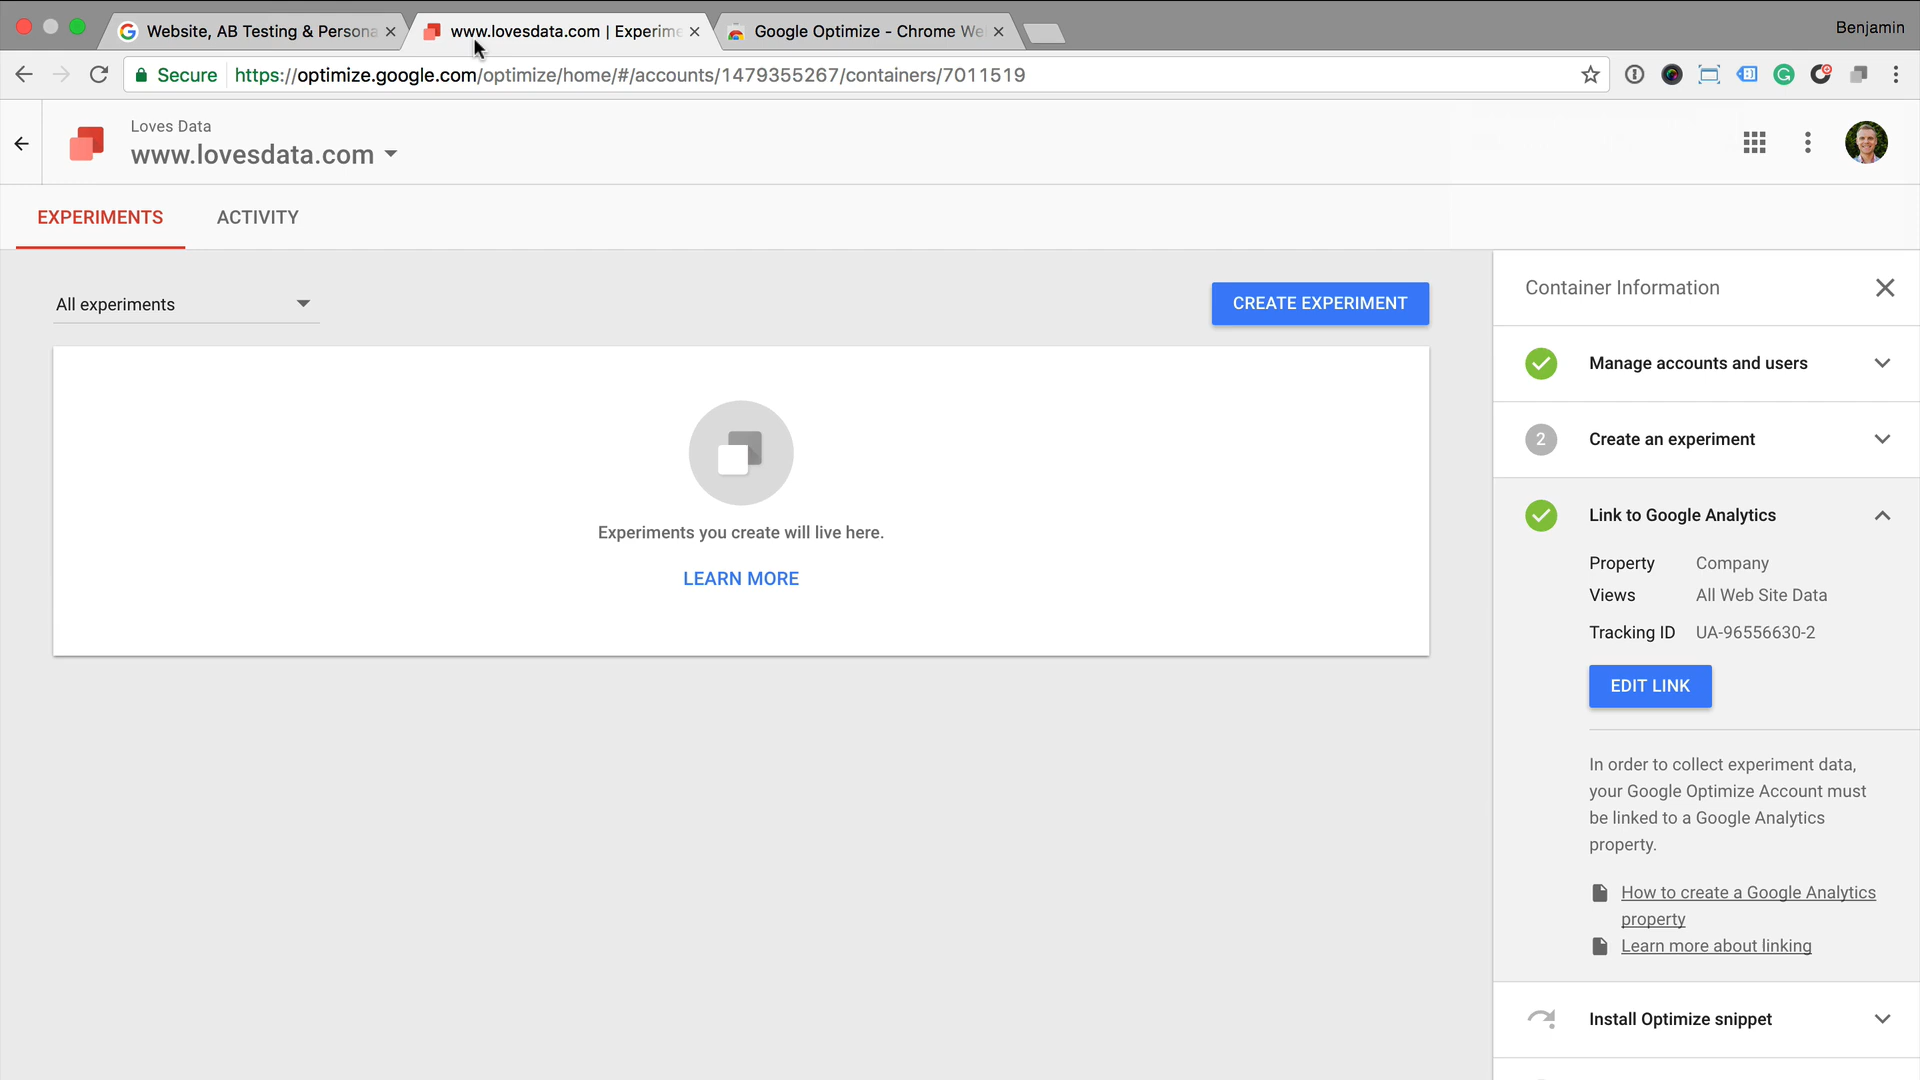 Website, AB Testing & Persona
www.lovesdata.com | Experime
Google Optimize - Chrome We
Benjamin
Secure
https://optimize.google.com/optimize/home/#/accounts/1479355267/containers/7011519
Loves Data
www.lovesdata.com
EXPERIMENTS
ACTIVITY
All experiments
CREATE EXPERIMENT
Experiments you create will live here.
LEARN MORE
Container Information
Manage accounts and users
2
Create an experiment
Link to Google Analytics
Property Company
Views All Web Site Data
Tracking ID UA-96556630-2
EDIT LINK
In order to collect experiment data,
your Google Optimize Account must
be linked to a Google Analytics
property.
How to create a Google Analytics
property
Learn more about linking
Install Optimize snippet